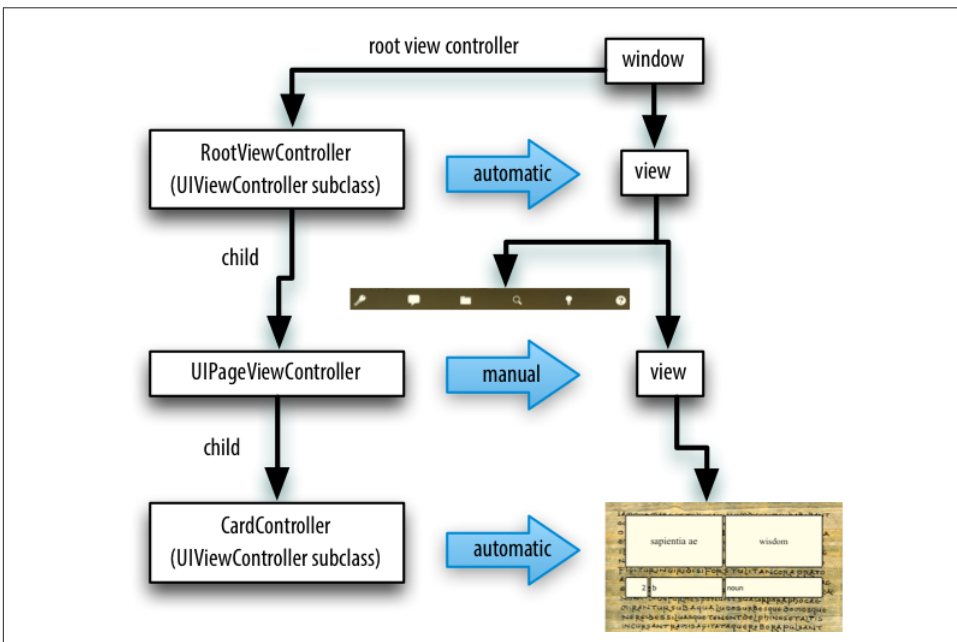 root view controller
window
RootViewController
(UIViewController subclass)
automatic
view
child
UIPageViewController
manual
view
child
CardController
(UIViewController subclass)
automatic
sapientia ae
wisdom
2
b
noun